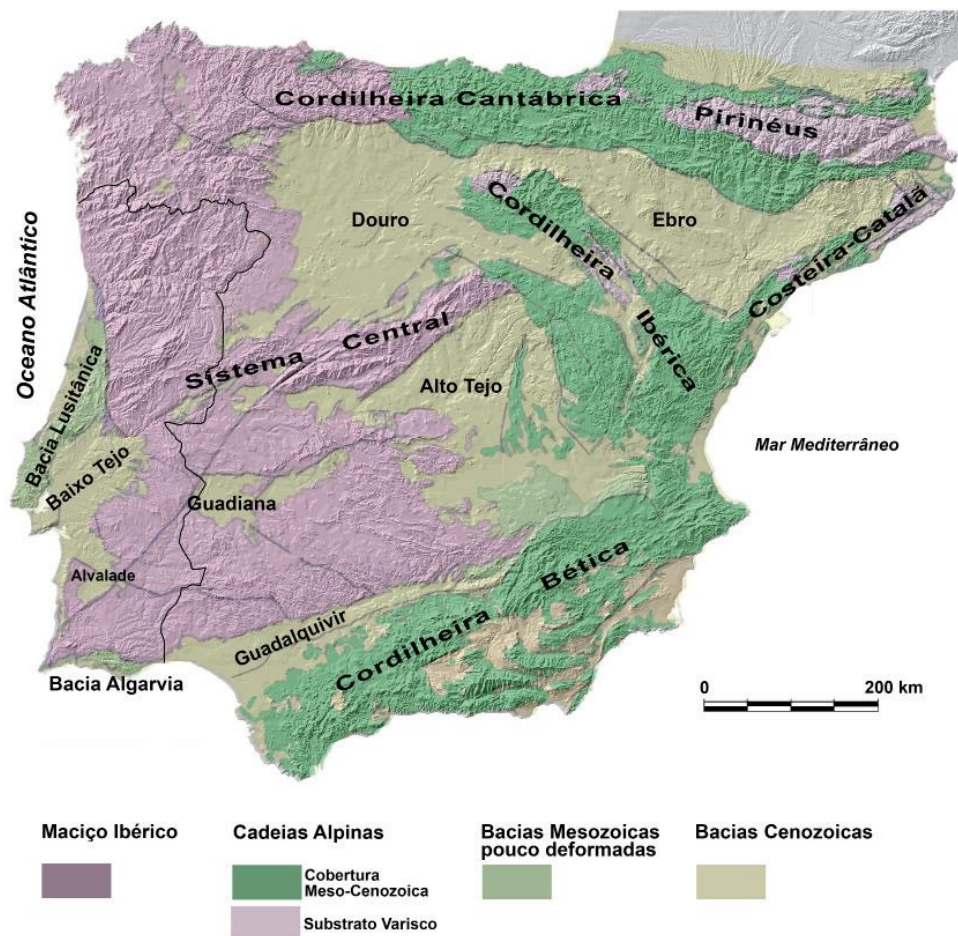 Cordilheira Cantábrica
Pirinéus
Douro
Cordilheira
Ibérica
Ebro
Costeira-Catalã
Oceano Atlântico
Sistema Central
Alto Tejo
Mar Mediterrâneo
Bacia Lusitânica
Baixo Tejo
Guadiana
Alvalade
Cordilheira Bética
Guadalquivir
Bacia Algarvia
0 200 km
Maciço Ibérico
Cadeias Alpinas
Cobertura
Meso-Cenozoica
Substrato Varisco
Bacias Mesozoicas
pouco deformadas
Bacias Cenozoicas